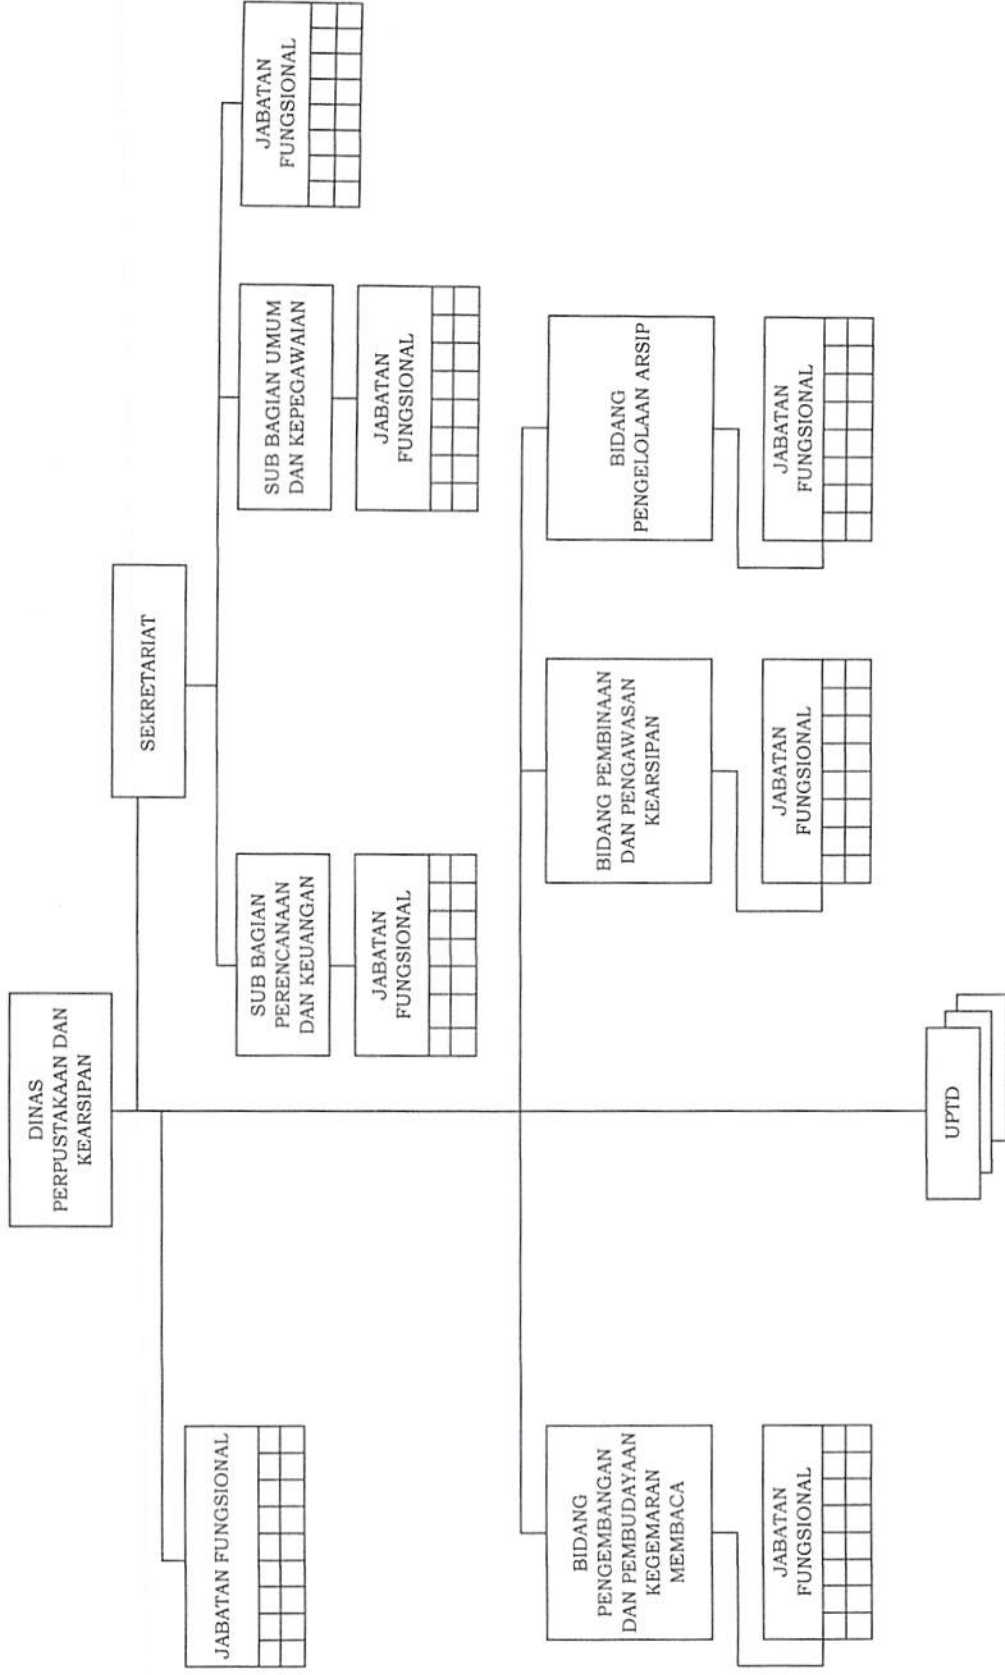 DINAS
PERPUSTAKAAN DAN
KEARSIPAN
SEKRETARIAT
JABATAN FUNGSIONAL
SUB BAGIAN
PERENCANAAN
DAN KEUANGAN
SUB BAGIAN UMUM
DAN KEPEGAWAIAN
JABATAN
FUNGSIONAL
JABATAN
FUNGSIONAL
JABATAN
FUNGSIONAL
BIDANG
PENGEMBANGAN
DAN PEMBUDAYAAN
KEGEMARAN
MEMBACA
BIDANG PEMBINAAN
DAN PENGAWASAN
KEARSIPAN
BIDANG
PENGELOLAAN ARSIP
JABATAN
FUNGSIONAL
JABATAN
FUNGSIONAL
JABATAN
FUNGSIONAL
UPTD